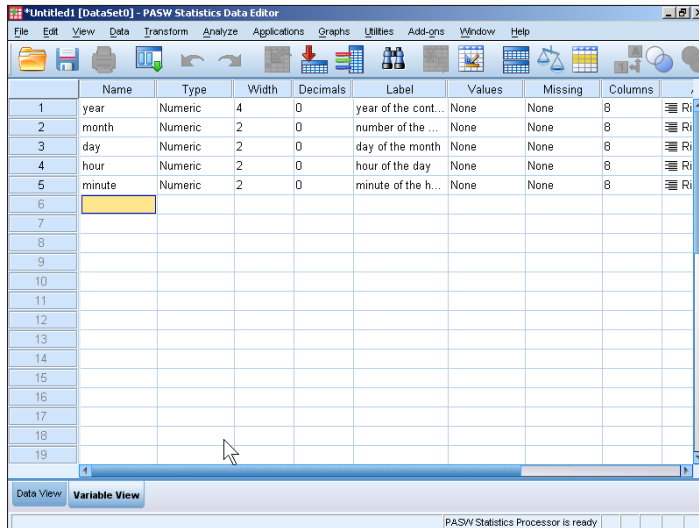 *Untitled1 [DataSet0] - PASW Statistics Data Editor
File Edit View Data Transform Analyze Applications Graphs Utilities Add-ons Window Help
Name Type Width Decimals Label Values Missing Columns
1 year Numeric 4 0 year of the cont... None None 8 Ri
2 month Numeric 2 0 number of the ... None None 8 Ri
3 day Numeric 2 0 day of the month None None 8 Ri
4 hour Numeric 2 0 hour of the day None None 8 Ri
5 minute Numeric 2 0 minute of the h... None None 8 Ri
6
7
8
9
10
11
12
13
14
15
16
17
18
19
Data View Variable View
PASW Statistics Processor is ready